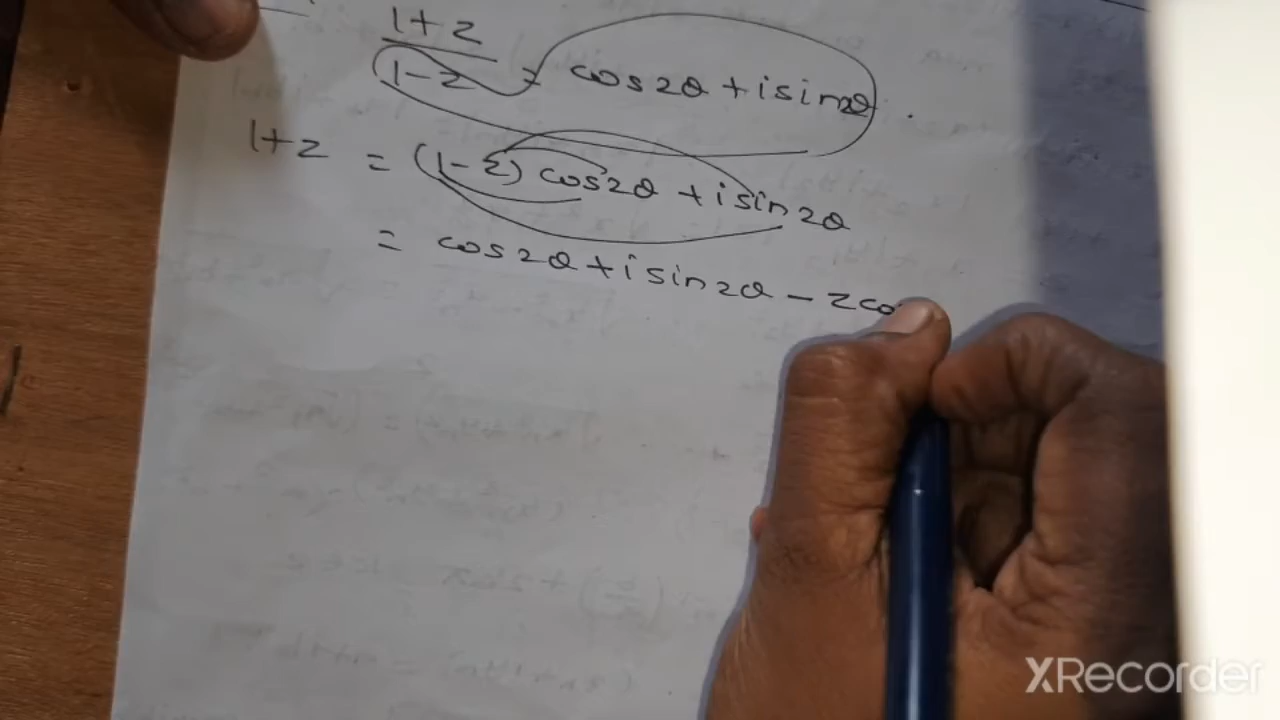 1+z
1-z = cos2θ + isin2θ .
1+z = (1-z) cos2θ + isin2θ
= cos2θ + isin2θ - zco
XRecorder